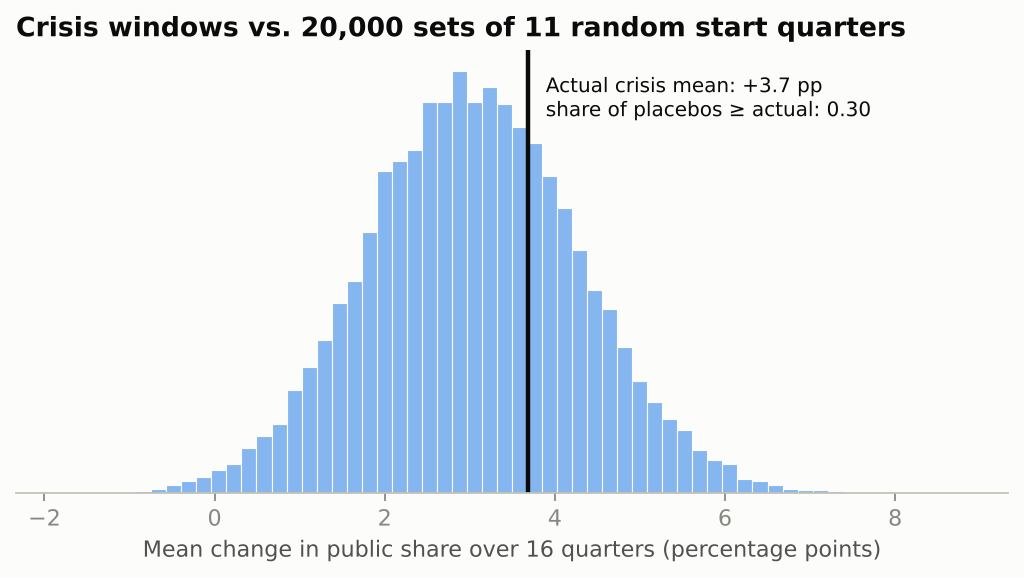 Crisis windows vs. 20,000 sets of 11 random start quarters
Actual crisis mean: +3.7 pp
share of placebos ≥ actual: 0.30
−2 0 2 4 6 8
Mean change in public share over 16 quarters (percentage points)